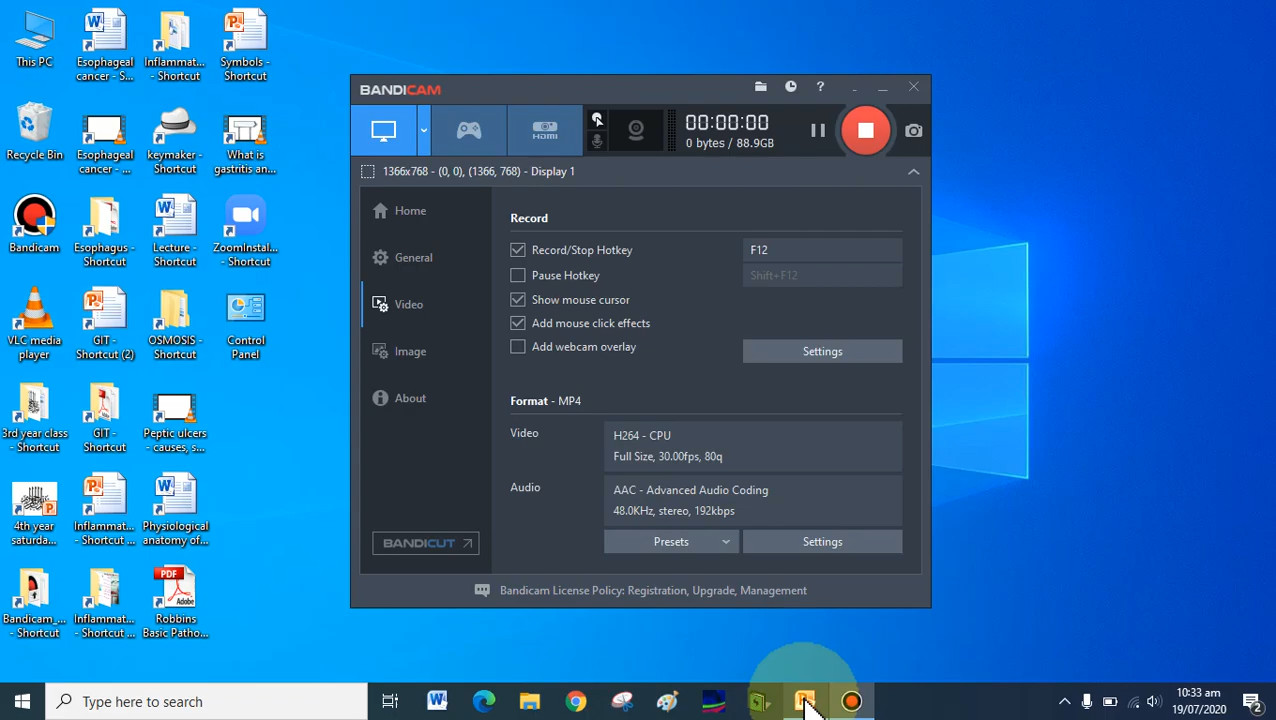 This PC
Esophageal
cancer - S...
Inflammat...
- Shortcut
Symbols -
Shortcut
Recycle Bin
Esophageal
cancer - ...
keymaker -
Shortcut
What is
gastritis an...
Bandicam
Esophagus -
Shortcut
Lecture -
Shortcut
ZoomInstal...
- Shortcut
VLC media
player
GIT -
Shortcut (2)
OSMOSIS -
Shortcut
Control
Panel
3rd year class
- Shortcut
GIT -
Shortcut
Peptic ulcers
- causes, s...
4th year
saturda...
Inflammat...
- Shortcut ...
Physiological
anatomy of...
Bandicam_...
- Shortcut
Inflammat...
- Shortcut ...
PDF
Adobe
Robbins
Basic Patho...
BANDICAM
HDMI
00:00:00
0 bytes / 88.9GB
1366x768 - (0, 0), (1366, 768) - Display 1
Home
General
Video
Image
About
BANDICUT
Record
Record/Stop Hotkey
F12
Pause Hotkey
Shift+F12
Show mouse cursor
Add mouse click effects
Add webcam overlay
Settings
Format - MP4
Video
H264 - CPU
Full Size, 30.00fps, 80q
Audio
AAC - Advanced Audio Coding
48.0KHz, stereo, 192kbps
Presets
Settings
Bandicam License Policy: Registration, Upgrade, Management
Type here to search
10:33 am
19/07/2020
2